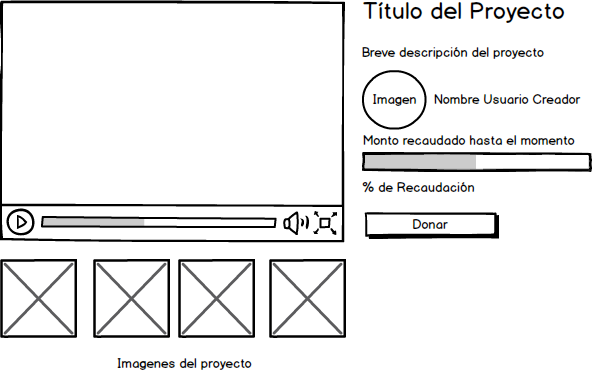 Título del Proyecto
Breve descripción del proyecto
Imagen
Nombre Usuario Creador
Monto recaudado hasta el momento
% de Recaudación
Donar
Imagenes del proyecto